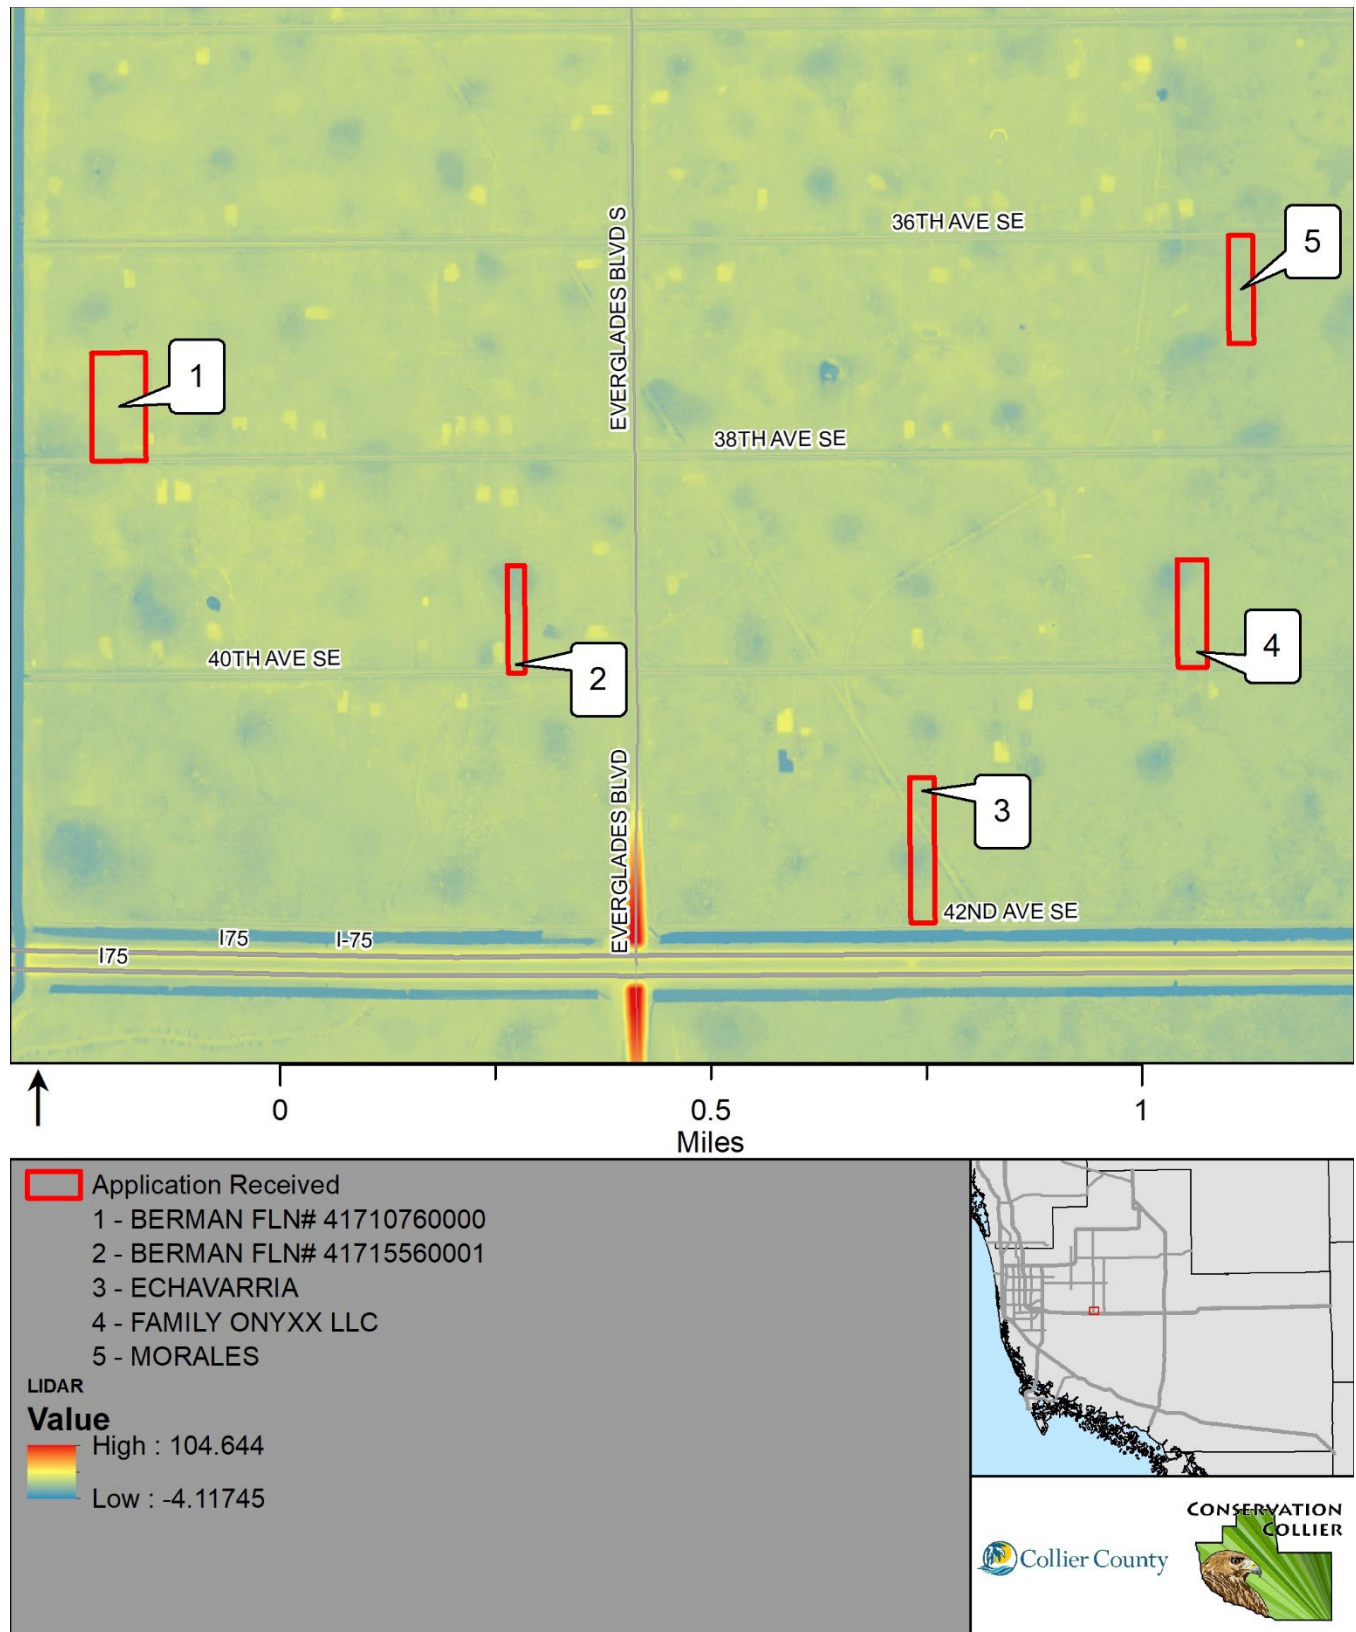 36TH AVE SE
EVERGLADES BLVD S
5
1
38TH AVE SE
40TH AVE SE
2
4
EVERGLADES BLVD
3
42ND AVE SE
I75
I-75
I75
0
0.5
1
Miles
Application Received
1 - BERMAN FLN# 41710760000
2 - BERMAN FLN# 41715560001
3 - ECHAVARRIA
4 - FAMILY ONYXX LLC
5 - MORALES
LIDAR
Value
High : 104.644
Low : -4.11745
CONSERVATION
COLLIER
Collier County